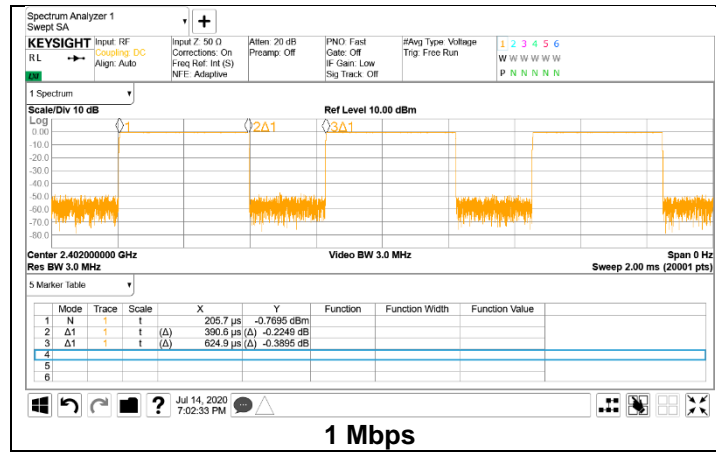 Spectrum Analyzer 1
Swept SA
+
KEYSIGHT Input: RF Input Z: 50 Ω Atten: 20 dB PNO: Fast #Avg Type: Voltage 1 2 3 4 5 6
RL Coupling: DC Corrections: On Preamp: Off Gate: Off Trig: Free Run W W W W W W
Align: Auto Freq Ref: Int (S) IF Gain: Low
NFE: Adaptive Sig Track: Off P N N N N N
1 Spectrum
Scale/Div 10 dB Ref Level 10.00 dBm
Log
1 2Δ1 3Δ1
0.00
-10.0
-20.0
-30.0
-40.0
-50.0
-60.0
-70.0
-80.0
Center 2.402000000 GHz Video BW 3.0 MHz Span 0 Hz
Res BW 3.0 MHz Sweep 2.00 ms (20001 pts)
5 Marker Table
Mode Trace Scale X Y Function Function Width Function Value
1 N 1 t 205.7 µs -0.7695 dBm
2 Δ1 1 t (Δ) 390.6 µs (Δ) -0.2249 dB
3 Δ1 1 t (Δ) 624.9 µs (Δ) -0.3895 dB
4
5
6
? Jul 14, 2020
7:02:33 PM
1 Mbps